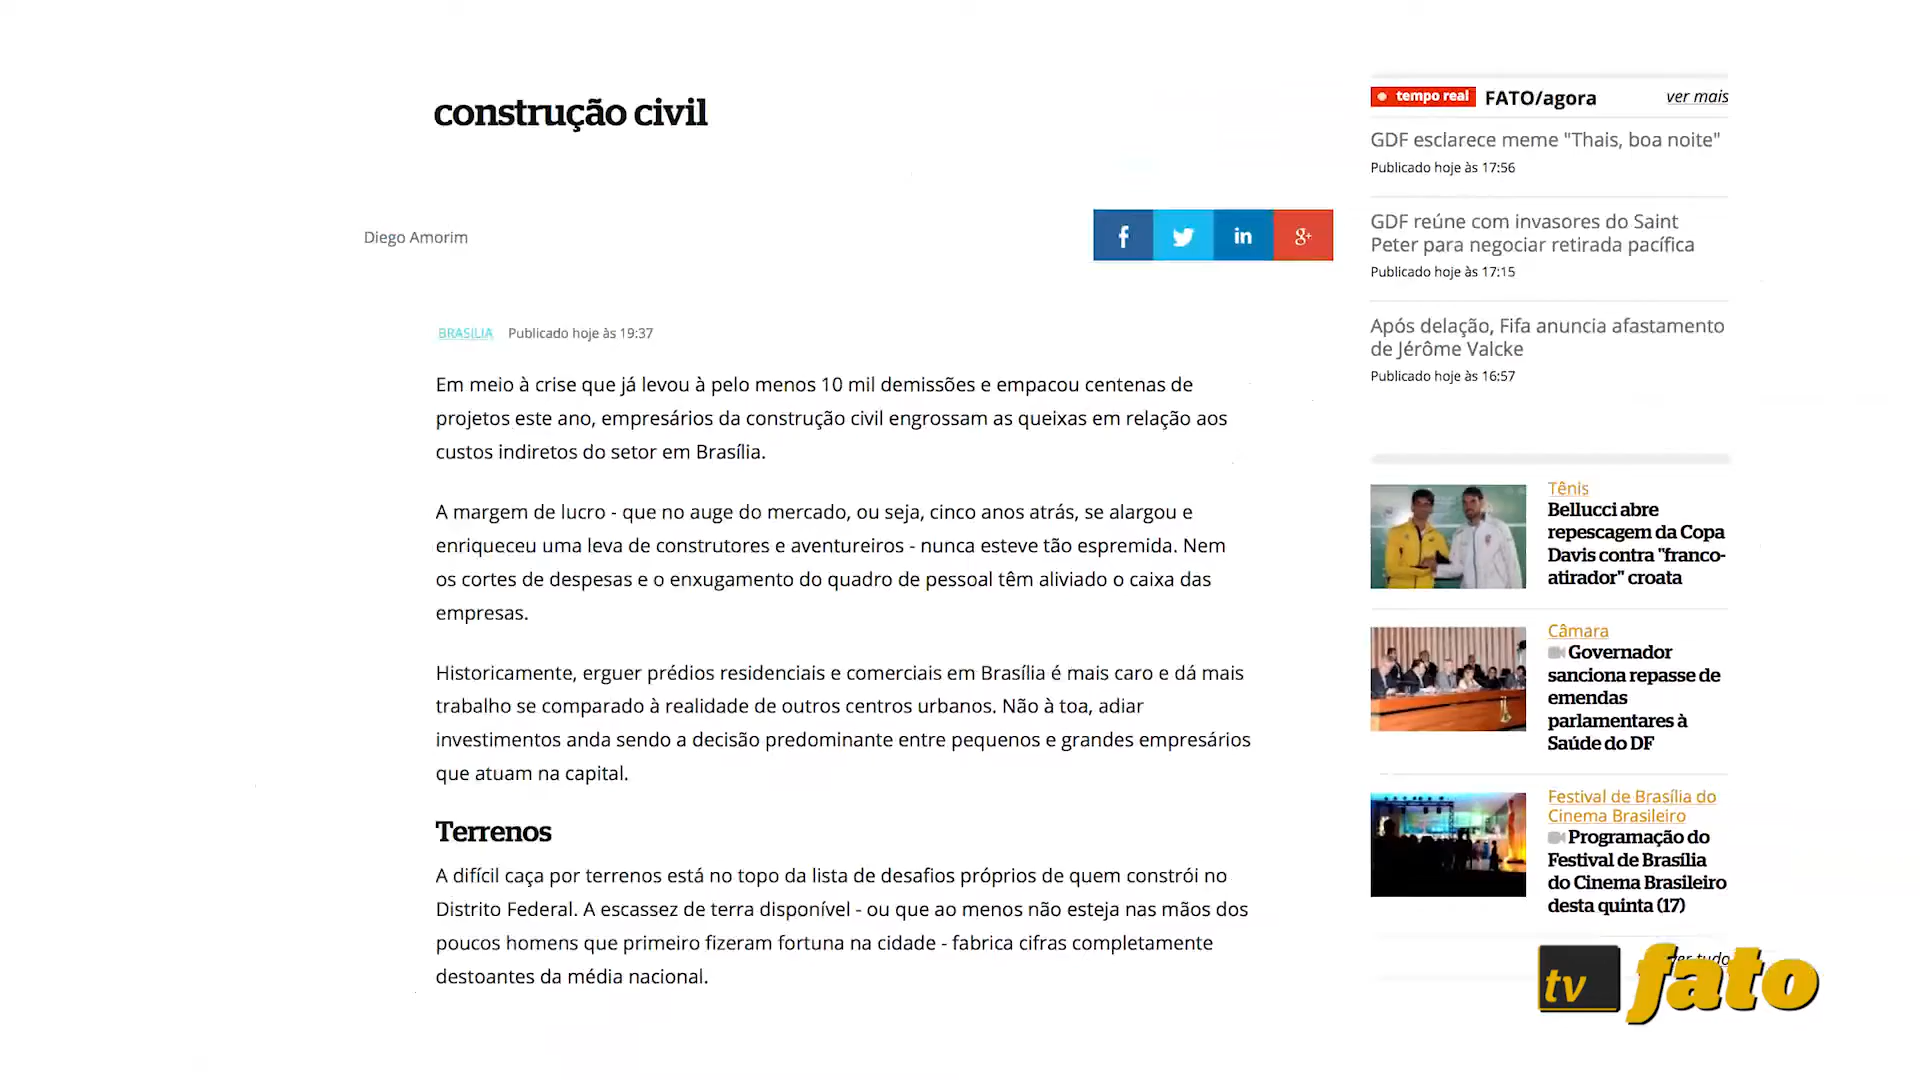 construção civil
Diego Amorim
f
in
g+
BRASÍLIA Publicado hoje às 19:37
Em meio à crise que já levou à pelo menos 10 mil demissões e empacou centenas de
projetos este ano, empresários da construção civil engrossam as queixas em relação aos
custos indiretos do setor em Brasília.
A margem de lucro - que no auge do mercado, ou seja, cinco anos atrás, se alargou e
enriqueceu uma leva de construtores e aventureiros - nunca esteve tão espremida. Nem
os cortes de despesas e o enxugamento do quadro de pessoal têm aliviado o caixa das
empresas.
Historicamente, erguer prédios residenciais e comerciais em Brasília é mais caro e dá mais
trabalho se comparado à realidade de outros centros urbanos. Não à toa, adiar
investimentos anda sendo a decisão predominante entre pequenos e grandes empresários
que atuam na capital.
Terrenos
A difícil caça por terrenos está no topo da lista de desafios próprios de quem constrói no
Distrito Federal. A escassez de terra disponível - ou que ao menos não esteja nas mãos dos
poucos homens que primeiro fizeram fortuna na cidade - fabrica cifras completamente
destoantes da média nacional.
tempo real FATO/agora ver mais
GDF esclarece meme "Thais, boa noite"
Publicado hoje às 17:56
GDF reúne com invasores do Saint
Peter para negociar retirada pacífica
Publicado hoje às 17:15
Após delação, Fifa anuncia afastamento
de Jérôme Valcke
Publicado hoje às 16:57
Tênis
Bellucci abre
repescagem da Copa
Davis contra "franco-
atirador" croata
Câmara
Governador
sanciona repasse de
emendas
parlamentares à
Saúde do DF
Festival de Brasília do
Cinema Brasileiro
Programação do
Festival de Brasília
do Cinema Brasileiro
desta quinta (17)
ver tudo
tv fato